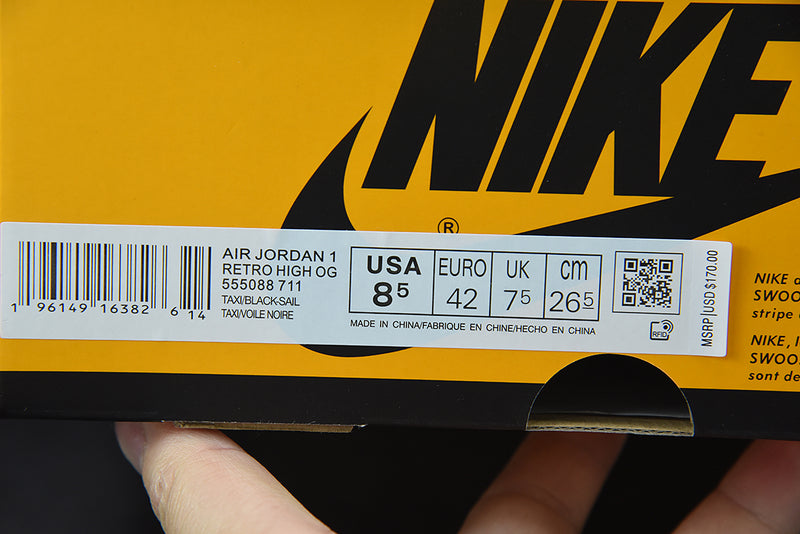 NIKE
®
AIR JORDAN 1
RETRO HIGH OG
555088 711
TAXI/BLACK-SAIL
TAXI/VOILE NOIRE
1 96149 16382 6 14
USA
8⁵
EURO
42
UK
7⁵
cm
26⁵
MADE IN CHINA/FABRIQUE EN CHINE/HECHO EN CHINA
RFID
MSRP|USD $170.00
NIKE
SWOO
stripe
NIKE, I
SWOO
sont de